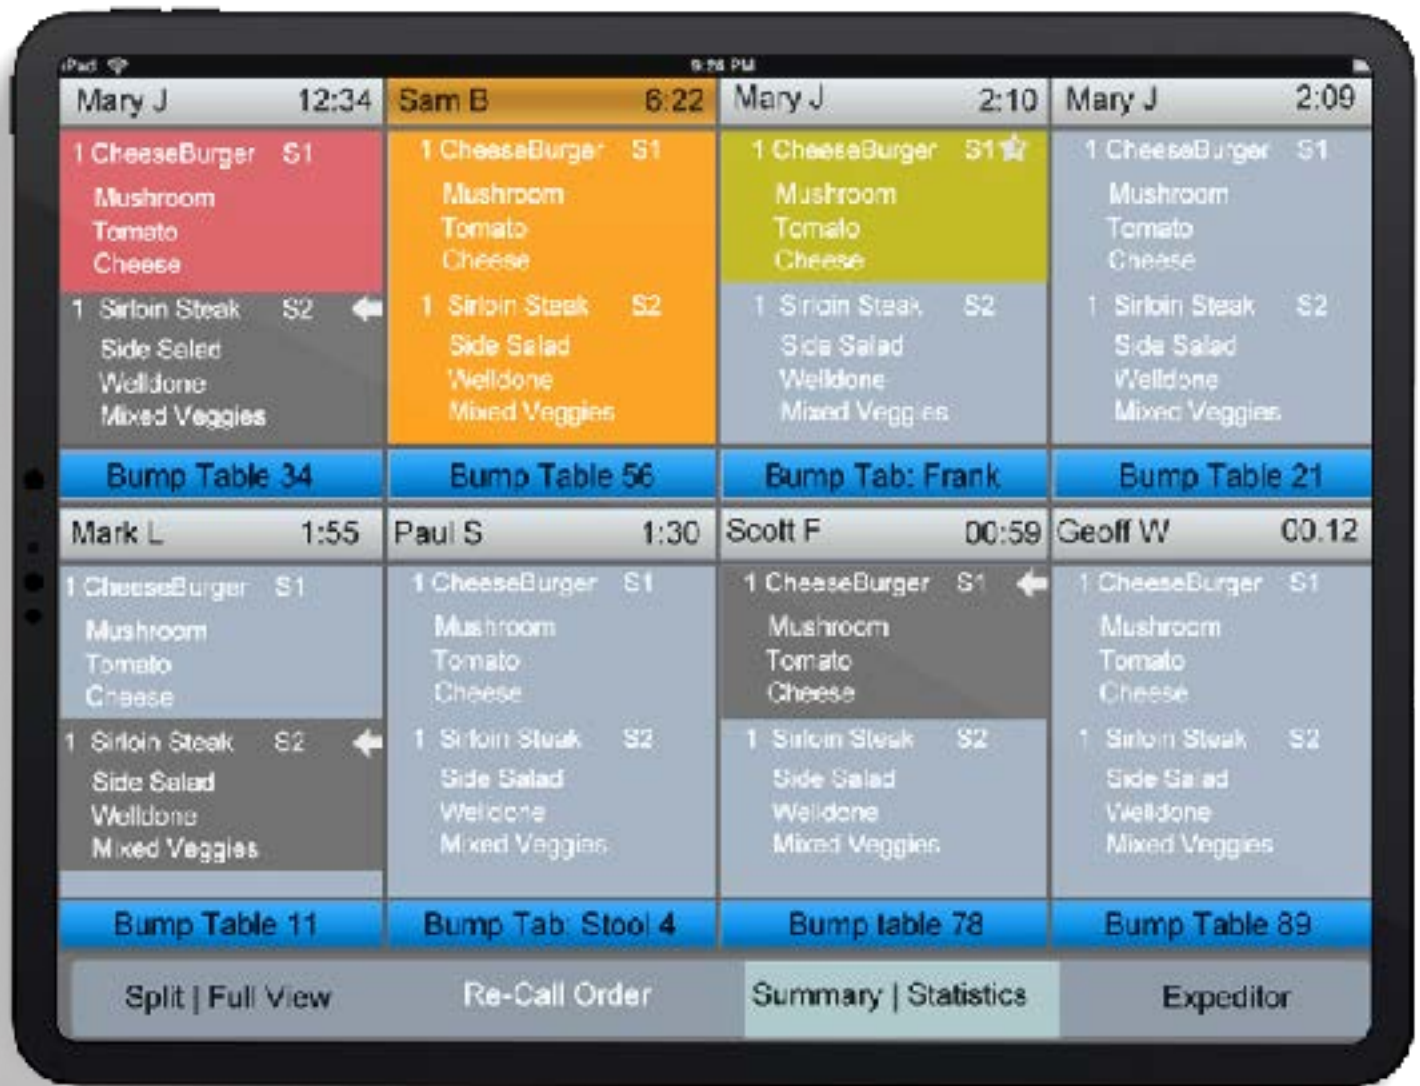 iPad 9:26 PM
Mary J 12:34
1 CheeseBurger S1
Mushroom
Tomato
Cheese
1 Sirloin Steak S2
Side Salad
Welldone
Mixed Veggies
Bump Table 34
Sam B 6:22
1 CheeseBurger S1
Mushroom
Tomato
Cheese
1 Sirloin Steak S2
Side Salad
Welldone
Mixed Veggies
Bump Table 56
Mary J 2:10
1 CheeseBurger S1
Mushroom
Tomato
Cheese
1 Sirloin Steak S2
Side Salad
Welldone
Mixed Veggies
Bump Tab: Frank
Mary J 2:09
1 CheeseBurger S1
Mushroom
Tomato
Cheese
1 Sirloin Steak S2
Side Salad
Welldone
Mixed Veggies
Bump Table 21
Mark L 1:55
1 CheeseBurger S1
Mushroom
Tomato
Cheese
1 Sirloin Steak S2
Side Salad
Welldone
Mixed Veggies
Bump Table 11
Paul S 1:30
1 CheeseBurger S1
Mushroom
Tomato
Cheese
1 Sirloin Steak S2
Side Salad
Welldone
Mixed Veggies
Bump Tab: Stool 4
Scott F 00:59
1 CheeseBurger S1
Mushroom
Tomato
Cheese
1 Sirloin Steak S2
Side Salad
Welldone
Mixed Veggies
Bump table 78
Geoff W 00.12
1 CheeseBurger S1
Mushroom
Tomato
Cheese
1 Sirloin Steak S2
Side Salad
Welldone
Mixed Veggies
Bump Table 89
Split | Full View
Re-Call Order
Summary | Statistics
Expeditor